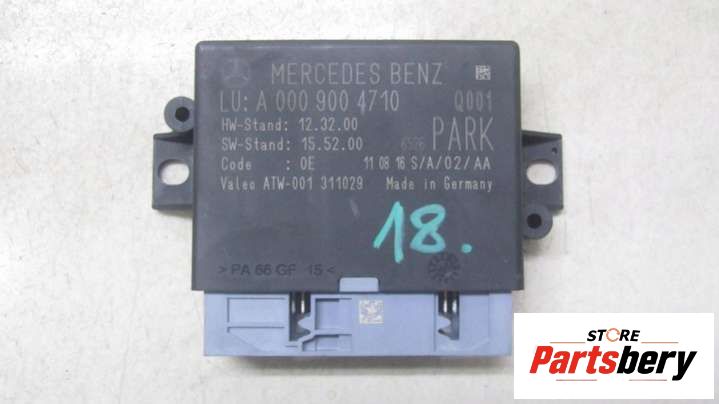 MERCEDES BENZ
LU: A 000 900 4710 Q001
HW-Stand: 12.32.00
SW-Stand: 15.52.00 6526 PARK
Code : 0E 11 08 16 S/A/02/AA
Valeo ATW-001 311029 Made in Germany
18.
>PA 66 GF 15<
STORE
Partsbery